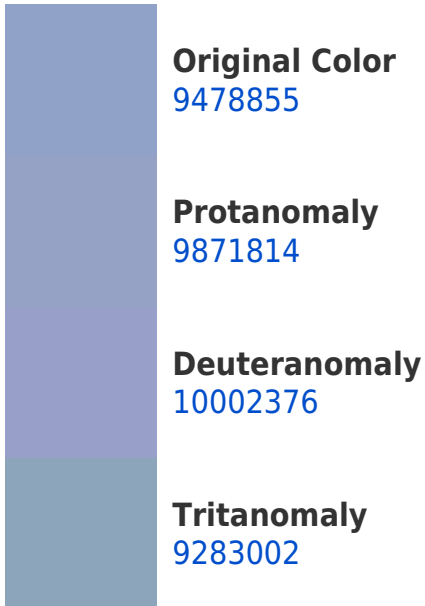 Original Color
9478855
Protanomaly
9871814
Deuteranomaly
10002376
Tritanomaly
9283002